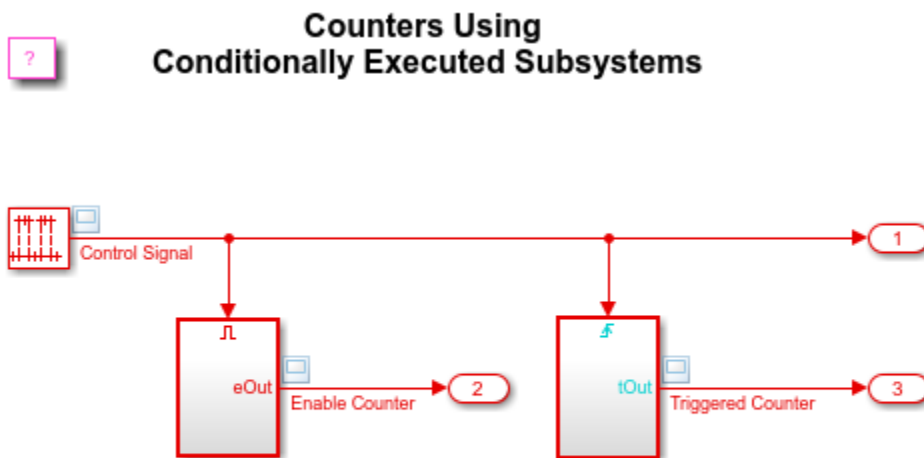 Counters Using
Conditionally Executed Subsystems
?
Control Signal
1
eOut
Enable Counter
2
tOut
Triggered Counter
3